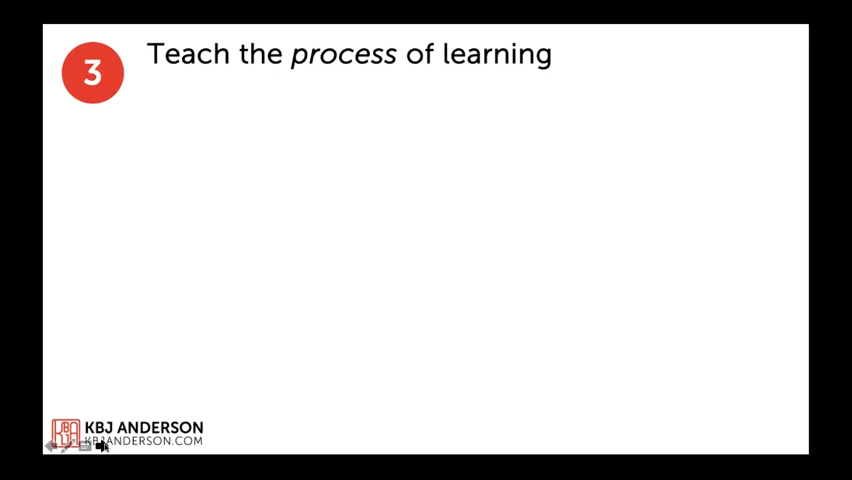 3
Teach the process of learning
KBJ ANDERSON
KBJANDERSON.COM